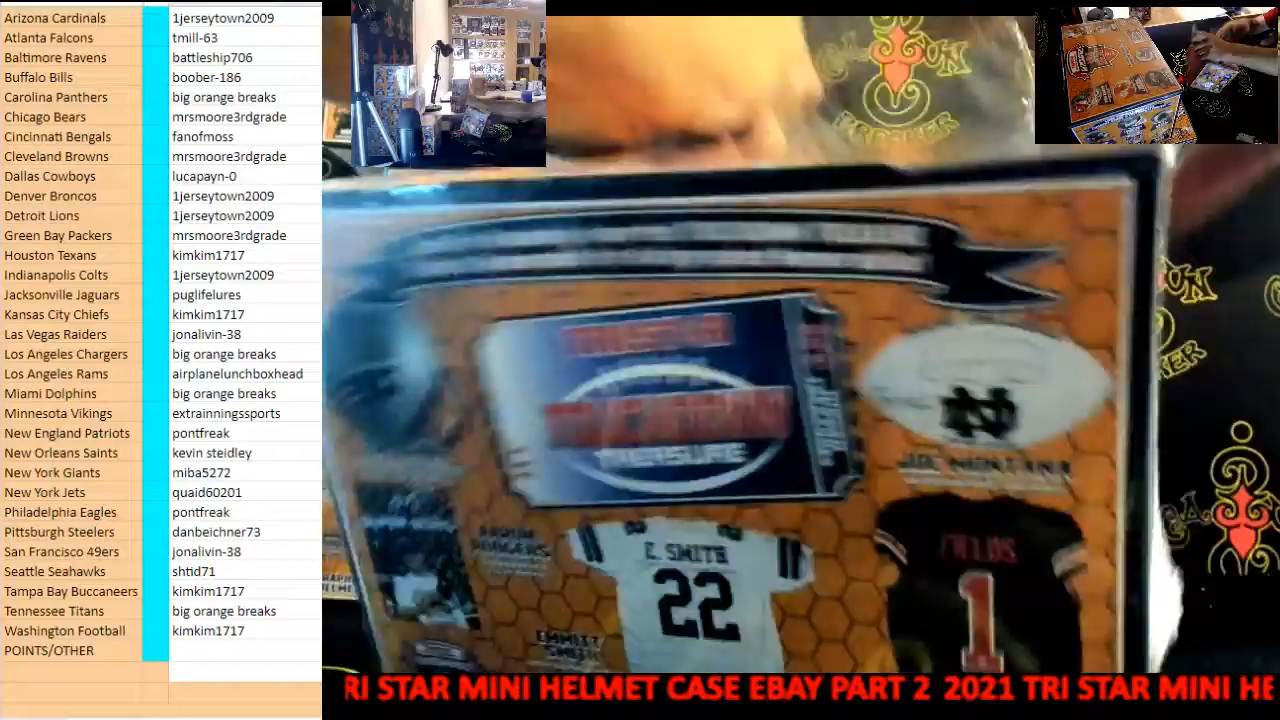 Arizona Cardinals 1jerseytown2009
Atlanta Falcons tmill-63
Baltimore Ravens battleship706
Buffalo Bills boober-186
Carolina Panthers big orange breaks
Chicago Bears mrsmoore3rdgrade
Cincinnati Bengals fanofmoss
Cleveland Browns mrsmoore3rdgrade
Dallas Cowboys lucapayn-0
Denver Broncos 1jerseytown2009
Detroit Lions 1jerseytown2009
Green Bay Packers mrsmoore3rdgrade
Houston Texans kimkim1717
Indianapolis Colts 1jerseytown2009
Jacksonville Jaguars puglifelures
Kansas City Chiefs kimkim1717
Las Vegas Raiders jonalivin-38
Los Angeles Chargers big orange breaks
Los Angeles Rams airplanelunchboxhead
Miami Dolphins big orange breaks
Minnesota Vikings extrainningssports
New England Patriots pontfreak
New Orleans Saints kevin steidley
New York Giants miba5272
New York Jets quaid60201
Philadelphia Eagles pontfreak
Pittsburgh Steelers danbeichner73
San Francisco 49ers jonalivin-38
Seattle Seahawks shtid71
Tampa Bay Buccaneers kimkim1717
Tennessee Titans big orange breaks
Washington Football kimkim1717
POINTS/OTHER
TREASURE
JOE MONTANA
E. SMITH
22
FIELDS
1
EMMITT
SMITH
RI STAR MINI HELMET CASE EBAY PART 2 2021 TRI STAR MINI HE